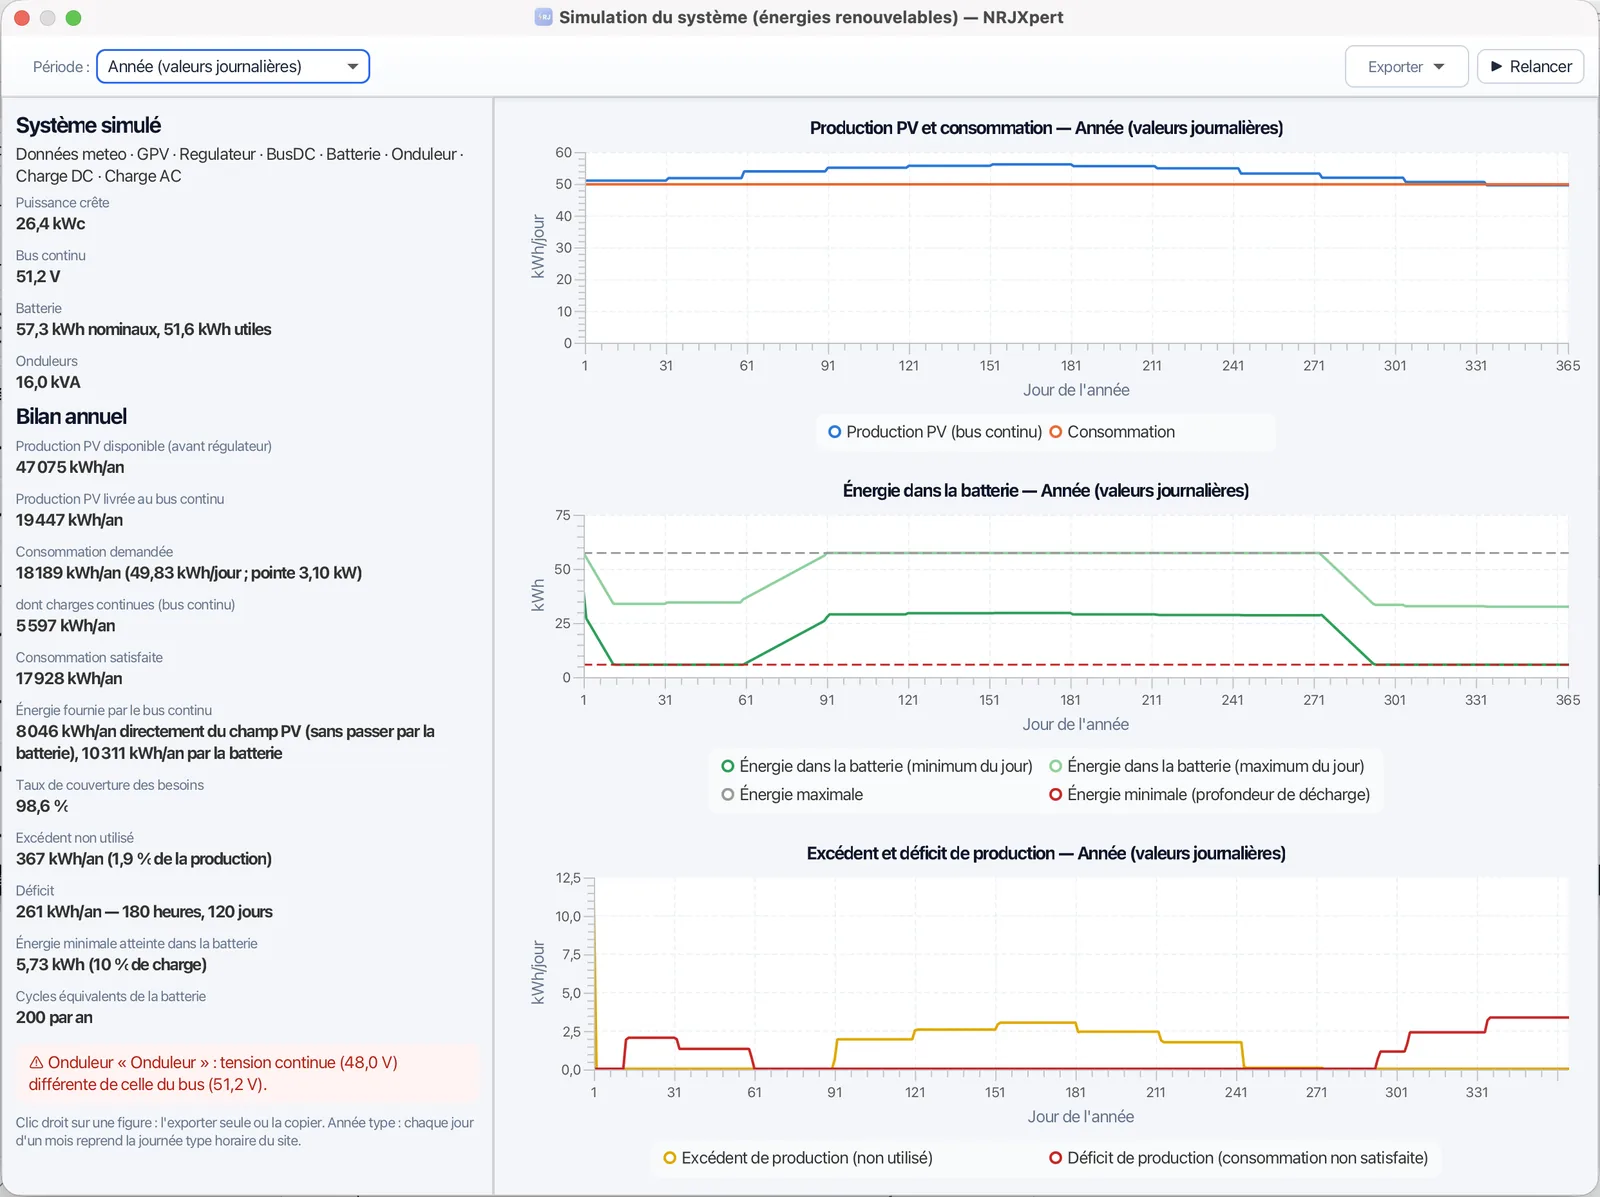 Simulation du système (énergies renouvelables) — NRJXpert
Période : Année (valeurs journalières)
Exporter
Relancer
Système simulé
Données meteo · GPV · Regulateur · BusDC · Batterie · Onduleur ·
Charge DC · Charge AC
Puissance crête
26,4 kWc
Bus continu
51,2 V
Batterie
57,3 kWh nominaux, 51,6 kWh utiles
Onduleurs
16,0 kVA
Bilan annuel
Production PV disponible (avant régulateur)
47 075 kWh/an
Production PV livrée au bus continu
19 447 kWh/an
Consommation demandée
18 189 kWh/an (49,83 kWh/jour ; pointe 3,10 kW)
dont charges continues (bus continu)
5 597 kWh/an
Consommation satisfaite
17 928 kWh/an
Énergie fournie par le bus continu
8 046 kWh/an directement du champ PV (sans passer par la
batterie), 10 311 kWh/an par la batterie
Taux de couverture des besoins
98,6 %
Excédent non utilisé
367 kWh/an (1,9 % de la production)
Déficit
261 kWh/an — 180 heures, 120 jours
Énergie minimale atteinte dans la batterie
5,73 kWh (10 % de charge)
Cycles équivalents de la batterie
200 par an
⚠ Onduleur « Onduleur » : tension continue (48,0 V)
différente de celle du bus (51,2 V).
Clic droit sur une figure : l'exporter seule ou la copier. Année type : chaque jour
d'un mois reprend la journée type horaire du site.
Production PV et consommation — Année (valeurs journalières)
kWh/jour
60
50
40
30
20
10
0
1 31 61 91 121 151 181 211 241 271 301 331 365
Jour de l'année
Production PV (bus continu) Consommation
Énergie dans la batterie — Année (valeurs journalières)
kWh
75
50
25
0
1 31 61 91 121 151 181 211 241 271 301 331 365
Jour de l'année
Énergie dans la batterie (minimum du jour) Énergie dans la batterie (maximum du jour)
Énergie maximale Énergie minimale (profondeur de décharge)
Excédent et déficit de production — Année (valeurs journalières)
kWh/jour
12,5
10,0
7,5
5,0
2,5
0,0
1 31 61 91 121 151 181 211 241 271 301 331
Jour de l'année
Excédent de production (non utilisé) Déficit de production (consommation non satisfaite)